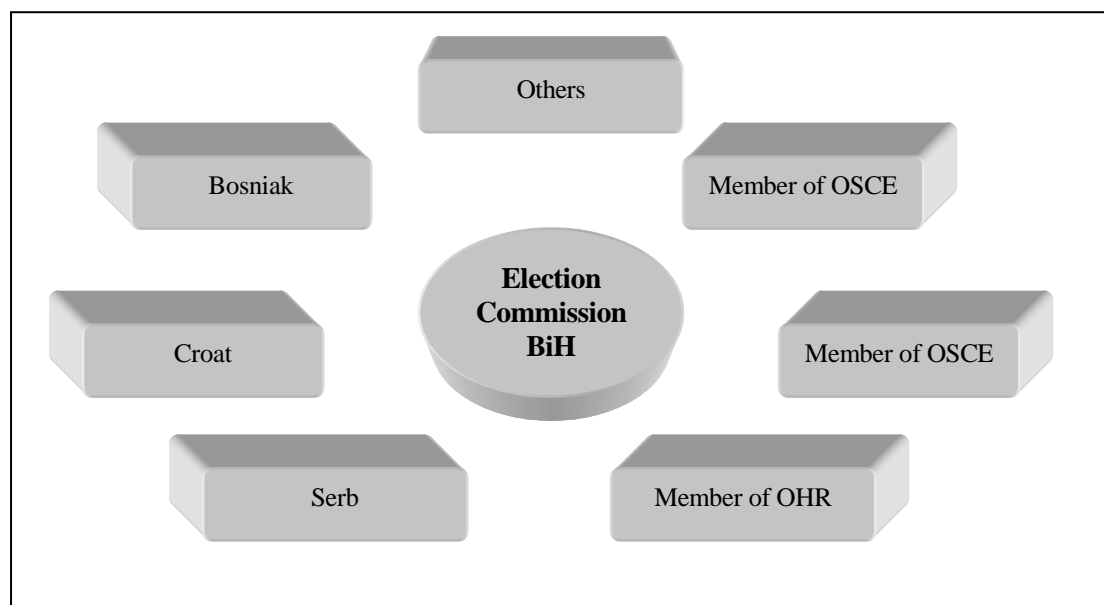 Others
Bosniak
Member of OSCE
Election
Commission
BiH
Croat
Member of OSCE
Serb
Member of OHR